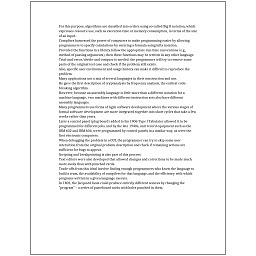 For this purpose, algorithms are classified into orders using so-called Big O notation, which
expresses resource use, such as execution time or memory consumption, in terms of the size
of an input.
Compilers harnessed the power of computers to make programming easier by allowing
programmers to specify calculations by entering a formula using infix notation.
Provided the functions in a library follow the appropriate run-time conventions (e.g.,
method of passing arguments), then these functions may be written in any other language.
Trial-and-error/divide-and-conquer is needed: the programmer will try to remove some
parts of the original test case and check if the problem still exists.
Also, specific user environment and usage history can make it difficult to reproduce the
problem.
Many applications use a mix of several languages in their construction and use.
He gave the first description of cryptanalysis by frequency analysis, the earliest code-
breaking algorithm.
However, because an assembly language is little more than a different notation for a
machine language, two machines with different instruction sets also have different
assembly languages.
Many programmers use forms of Agile software development where the various stages of
formal software development are more integrated together into short cycles that take a few
weeks rather than years.
Later a control panel (plug board) added to his 1906 Type I Tabulator allowed it to be
programmed for different jobs, and by the late 1940s, unit record equipment such as the
IBM 602 and IBM 604, were programmed by control panels in a similar way, as were the
first electronic computers.
When debugging the problem in a GUI, the programmer can try to skip some user
interaction from the original problem description and check if remaining actions are
sufficient for bugs to appear.
Scripting and breakpointing is also part of this process.
Text editors were also developed that allowed changes and corrections to be made much
more easily than with punched cards.
Trade-offs from this ideal involve finding enough programmers who know the language to
build a team, the availability of compilers for that language, and the efficiency with which
programs written in a given language execute.
In 1801, the Jacquard loom could produce entirely different weaves by changing the
"program" – a series of pasteboard cards with holes punched in them.